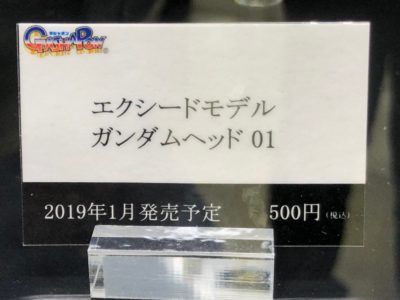 GASHAPON®
エクシードモデル
ガンダムヘッド 01
2019年1月発売予定 500円(税込)